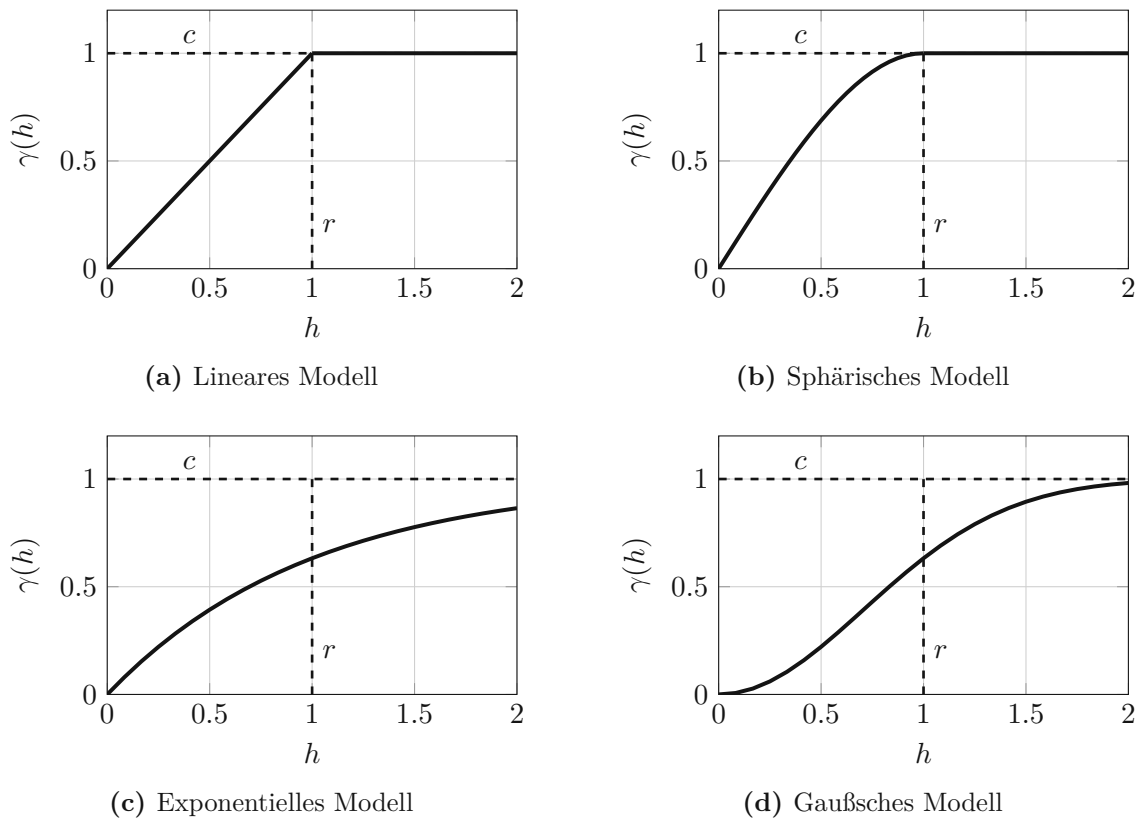 c
1
γ(h)
0.5
r
0
0 0.5 1 1.5 2
h
(a) Lineares Modell
c
1
γ(h)
0.5
r
0
0 0.5 1 1.5 2
h
(b) Sphärisches Modell
c
1
γ(h)
0.5
r
0
0 0.5 1 1.5 2
h
(c) Exponentielles Modell
c
1
γ(h)
0.5
r
0
0 0.5 1 1.5 2
h
(d) Gaußsches Modell